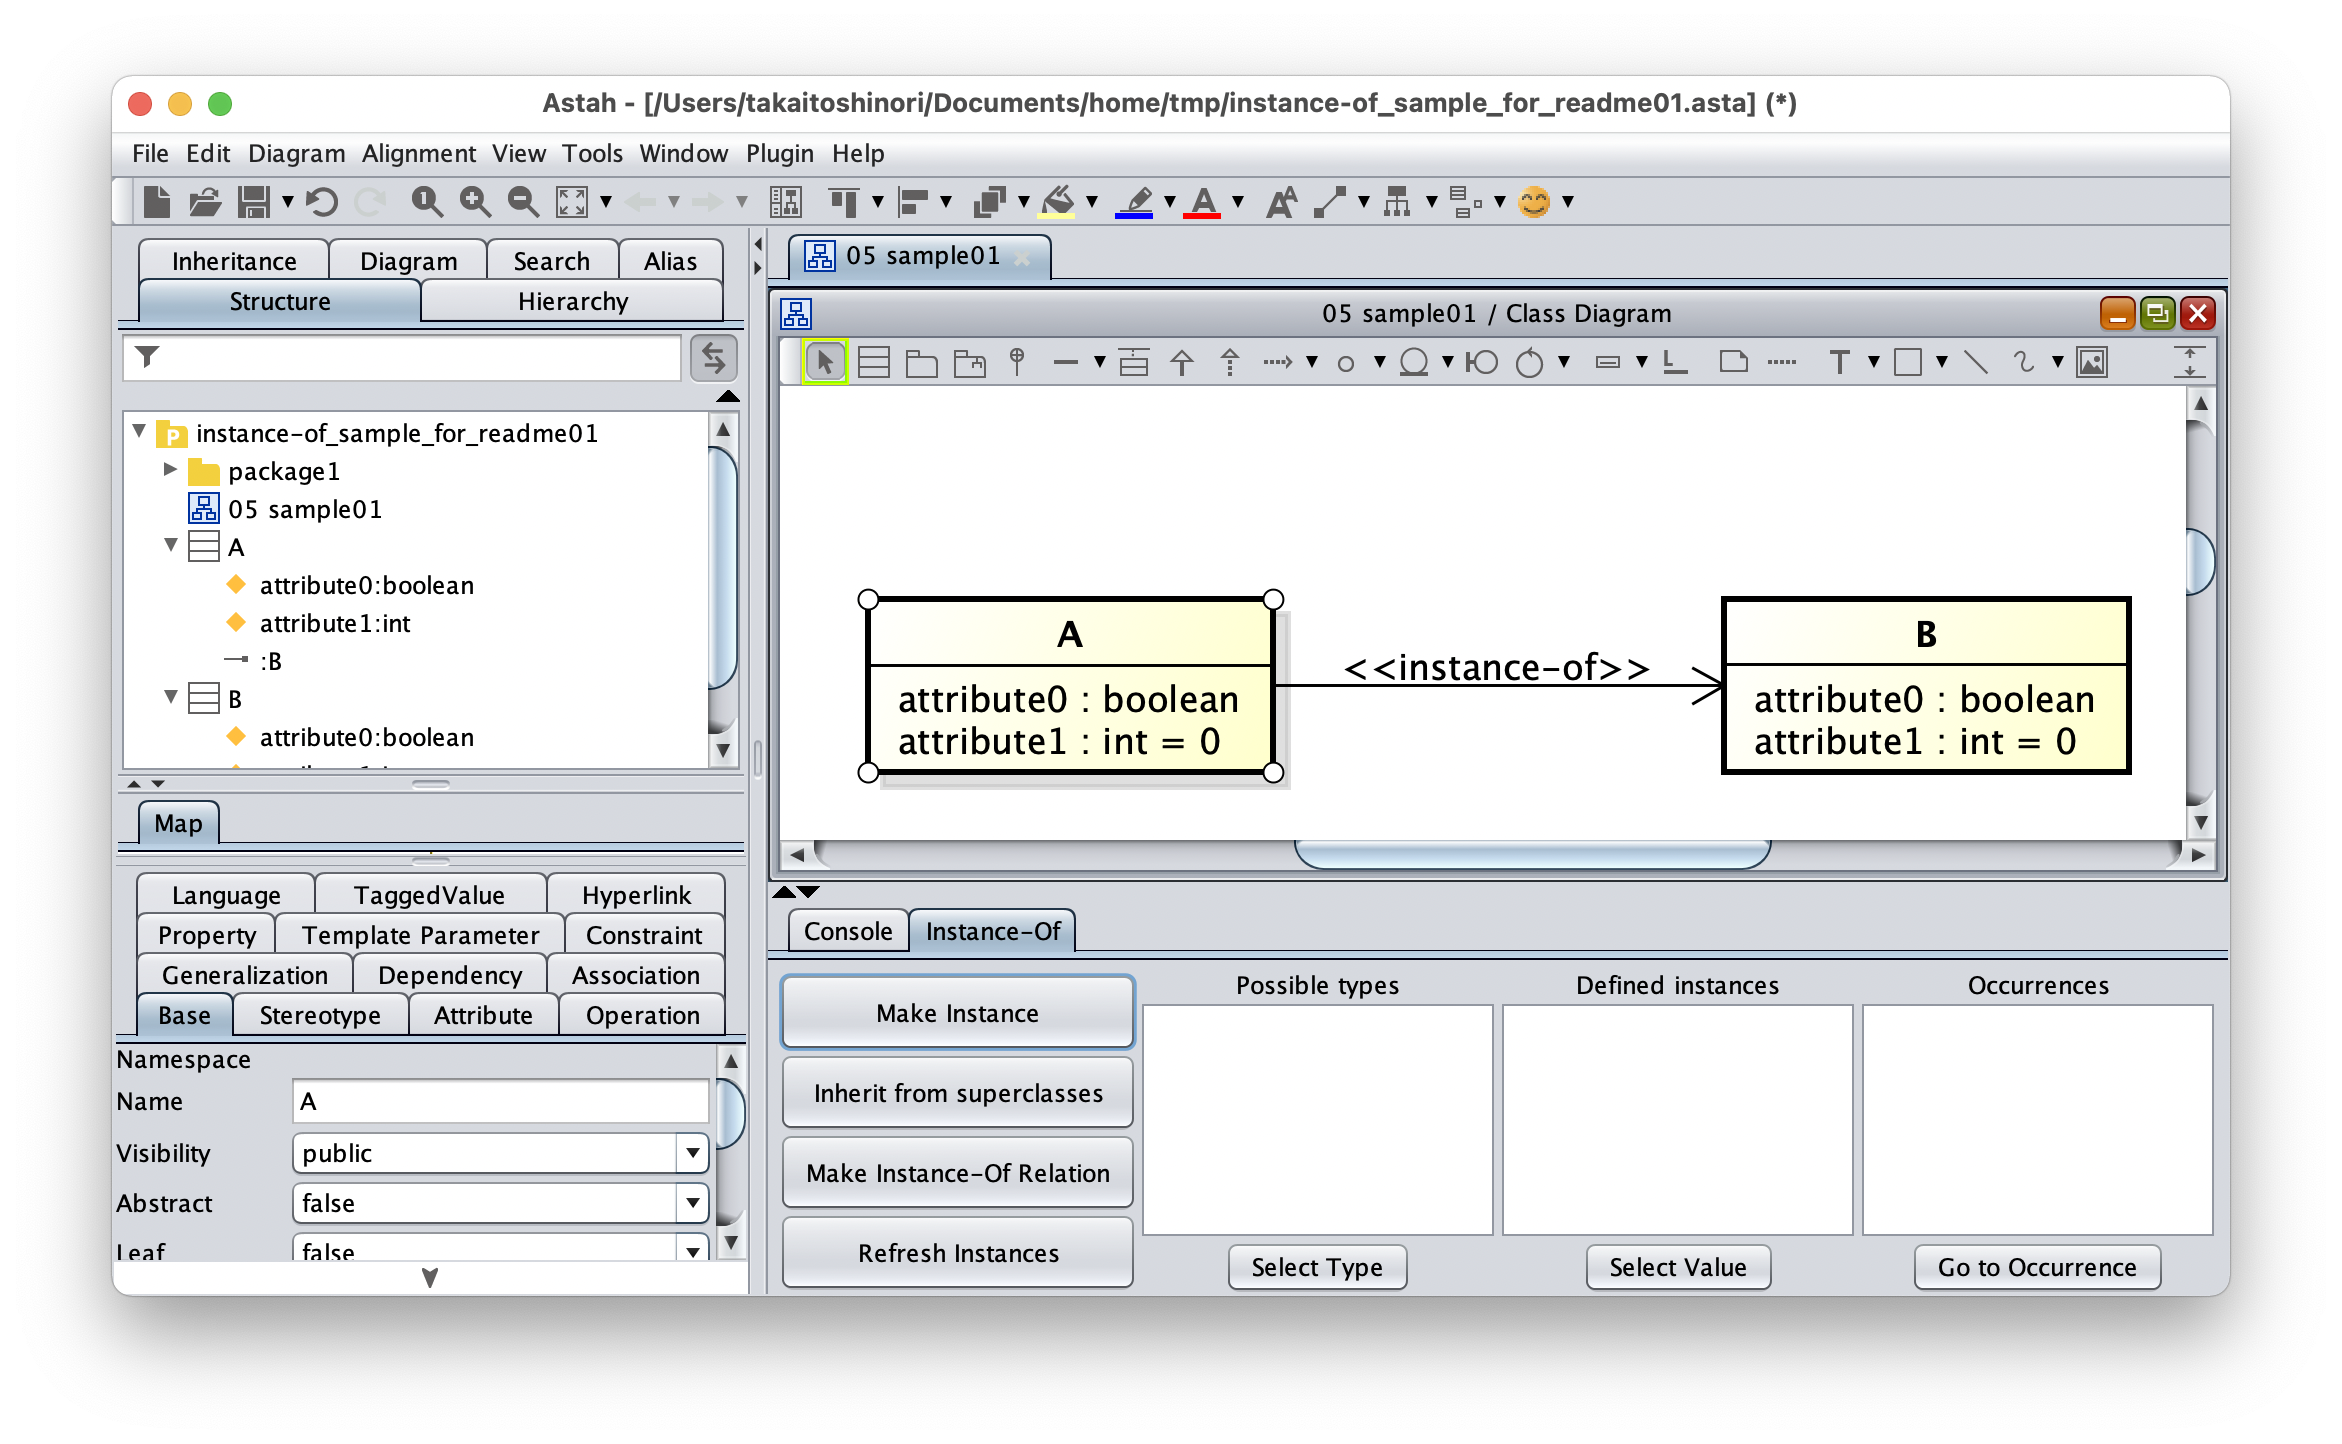 Astah - [/Users/takaitoshinori/Documents/home/tmp/instance-of_sample_for_readme01.asta] (*)
File Edit Diagram Alignment View Tools Window Plugin Help
Inheritance Diagram Search Alias
Structure Hierarchy
instance-of_sample_for_readme01
package1
05 sample01
A
attribute0:boolean
attribute1:int
:B
B
attribute0:boolean
Map
Language TaggedValue Hyperlink
Property Template Parameter Constraint
Generalization Dependency Association
Base Stereotype Attribute Operation
Namespace
Name A
Visibility public
Abstract false
Leaf false
05 sample01
05 sample01 / Class Diagram
A
attribute0 : boolean
attribute1 : int = 0
<<instance-of>>
B
attribute0 : boolean
attribute1 : int = 0
Console Instance-Of
Make Instance
Inherit from superclasses
Make Instance-Of Relation
Refresh Instances
Possible types
Select Type
Defined instances
Select Value
Occurrences
Go to Occurrence